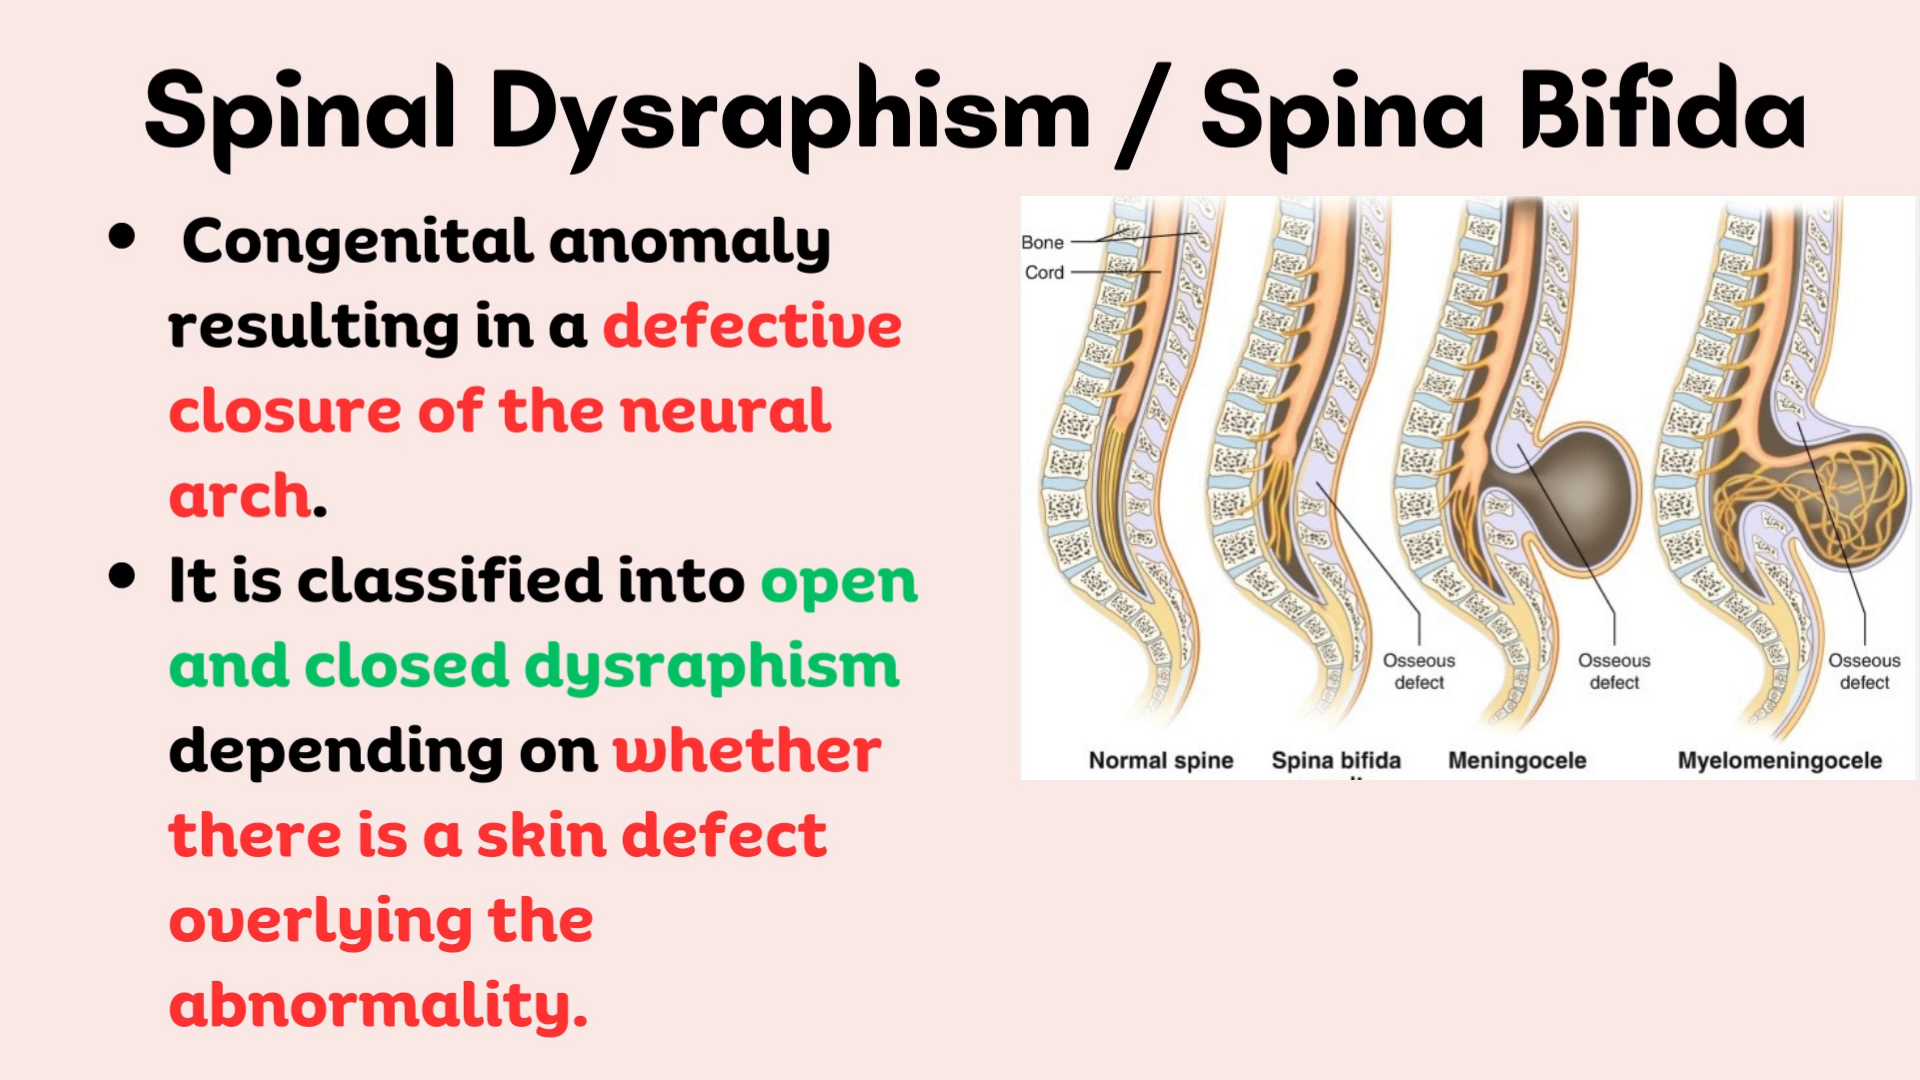 Spinal Dysraphism / Spina Bifida
• Congenital anomaly
resulting in a defective
closure of the neural
arch.
• It is classified into open
and closed dysraphism
depending on whether
there is a skin defect
overlying the
abnormality.
Bone
Cord
Osseous
defect
Osseous
defect
Osseous
defect
Normal spine
Spina bifida
Meningocele
Myelomeningocele